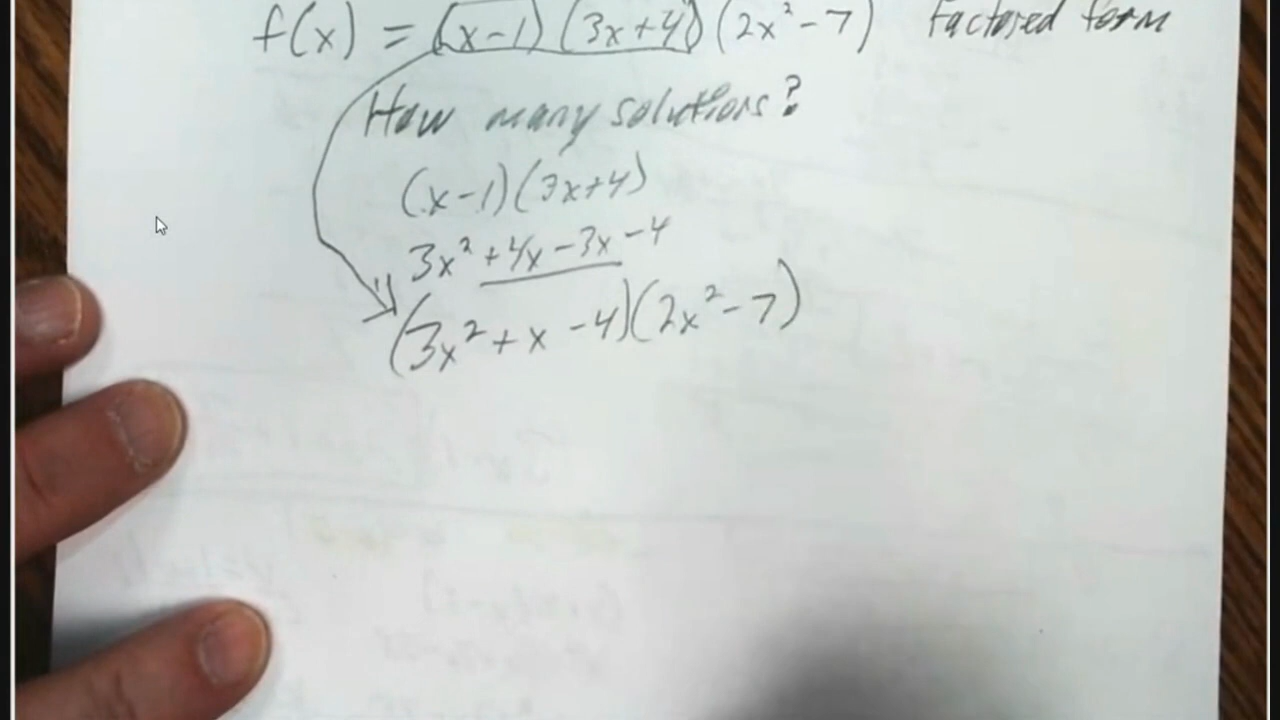 f(x) = (x-1) (3x+4) (2x²-7) Factored form
How many solutions?
(x-1)(3x+4)
3x² +4x -3x -4
(3x² + x -4)(2x² - 7)